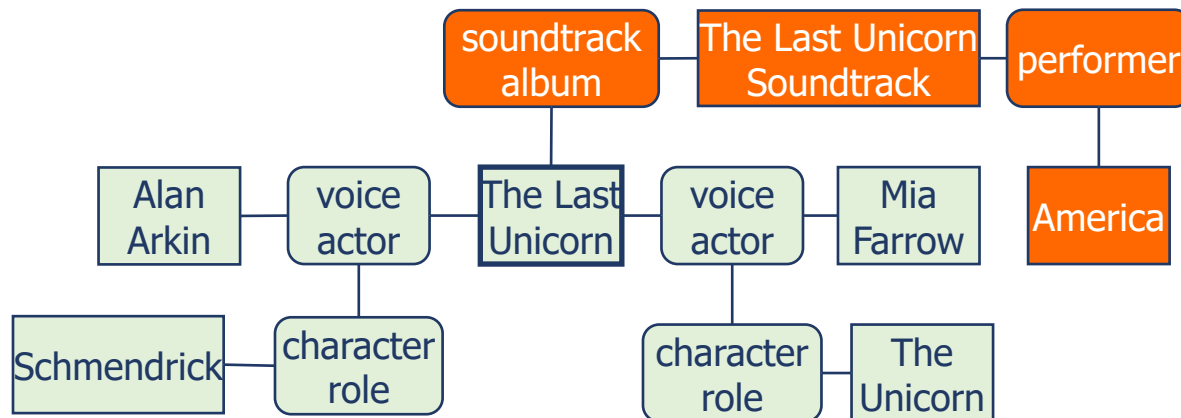 soundtrack
album
The Last Unicorn
Soundtrack
performer
Alan
Arkin
voice
actor
The Last
Unicorn
voice
actor
Mia
Farrow
America
Schmendrick
character
role
character
role
The
Unicorn